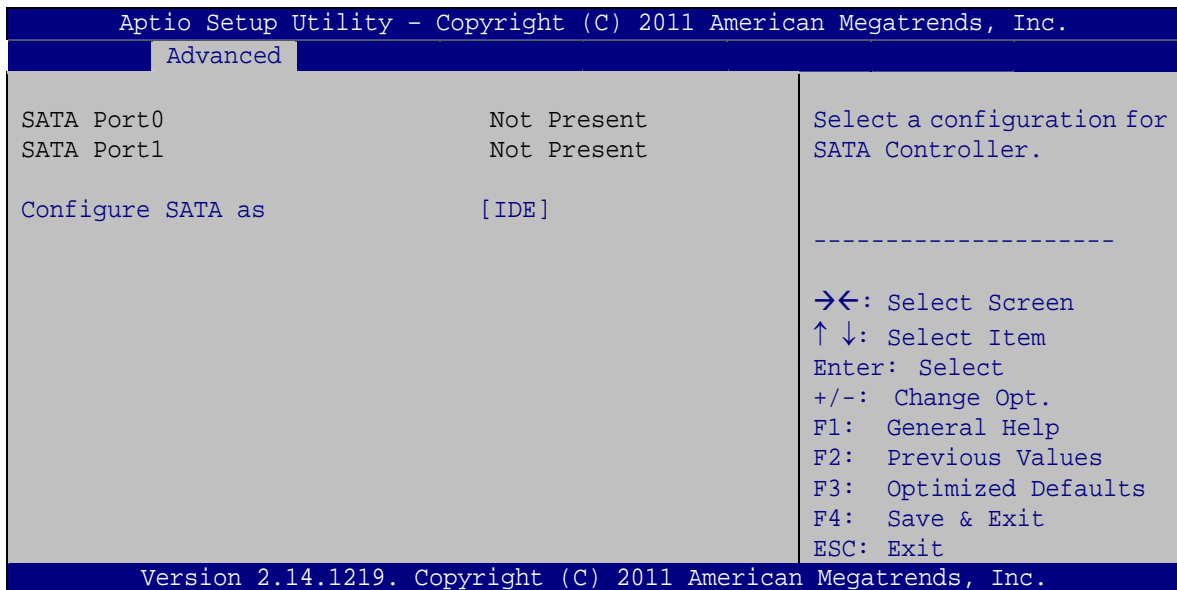 Aptio Setup Utility – Copyright (C) 2011 American Megatrends, Inc.
Advanced
SATA Port0 Not Present
SATA Port1 Not Present
Configure SATA as [IDE]
Select a configuration for
SATA Controller.
---------------------
→←: Select Screen
↑ ↓: Select Item
Enter: Select
+/-: Change Opt.
F1: General Help
F2: Previous Values
F3: Optimized Defaults
F4: Save & Exit
ESC: Exit
Version 2.14.1219. Copyright (C) 2011 American Megatrends, Inc.